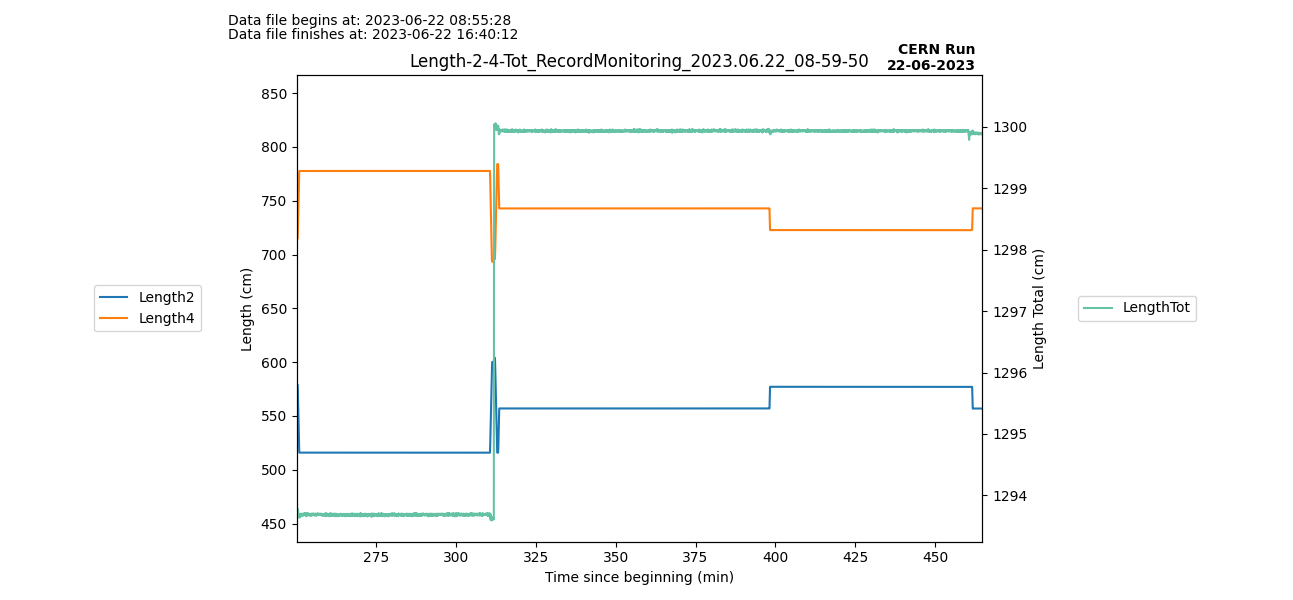 Data file begins at: 2023-06-22 08:55:28
Data file finishes at: 2023-06-22 16:40:12
CERN Run
22-06-2023
Length-2-4-Tot_RecordMonitoring_2023.06.22_08-59-50
850
800
750
700
650
600
550
500
450
Length (cm)
Length2
Length4
1300
1299
1298
1297
1296
1295
1294
Length Total (cm)
LengthTot
275
300
325
350
375
400
425
450
Time since beginning (min)